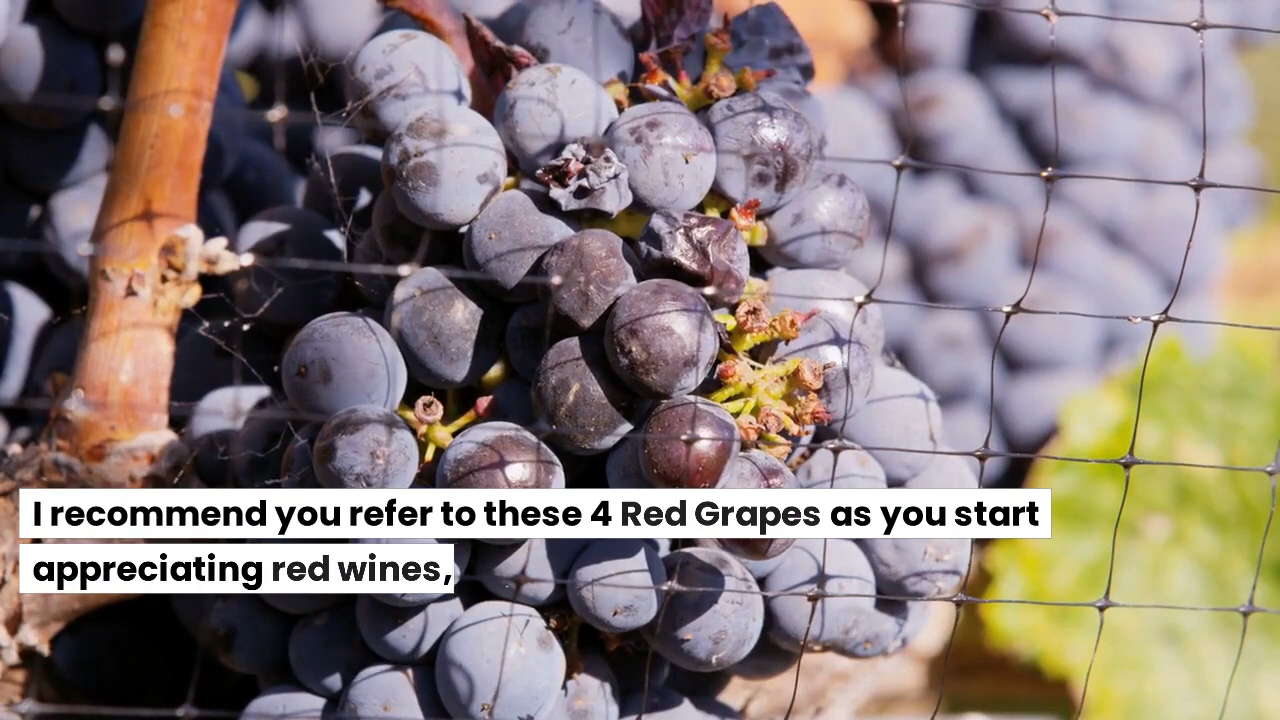 I recommend you refer to these 4 Red Grapes as you start
appreciating red wines,